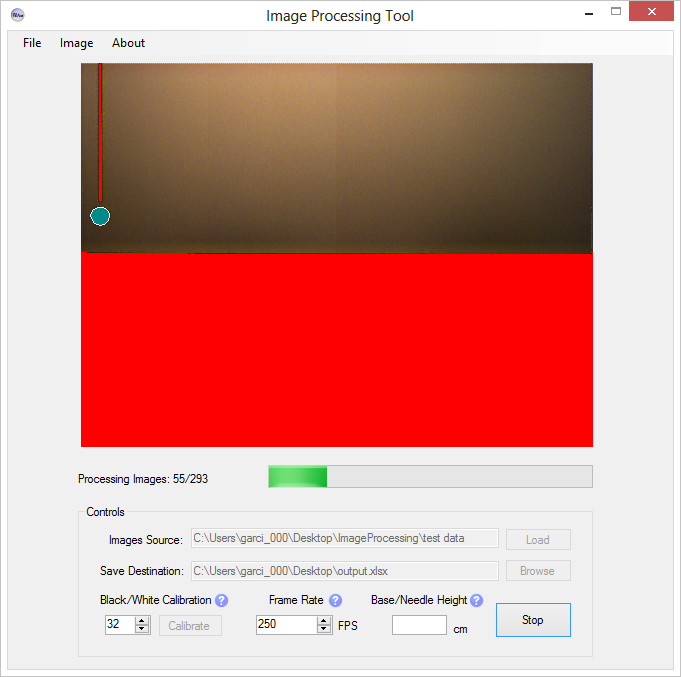 Image Processing Tool
File Image About
Processing Images: 55/293
Controls
Images Source: C:\Users\garci_000\Desktop\ImageProcessing\test data Load
Save Destination: C:\Users\garci_000\Desktop\output.xlsx Browse
Black/White Calibration ? Frame Rate ? Base/Needle Height ?
32 Calibrate 250 FPS cm Stop